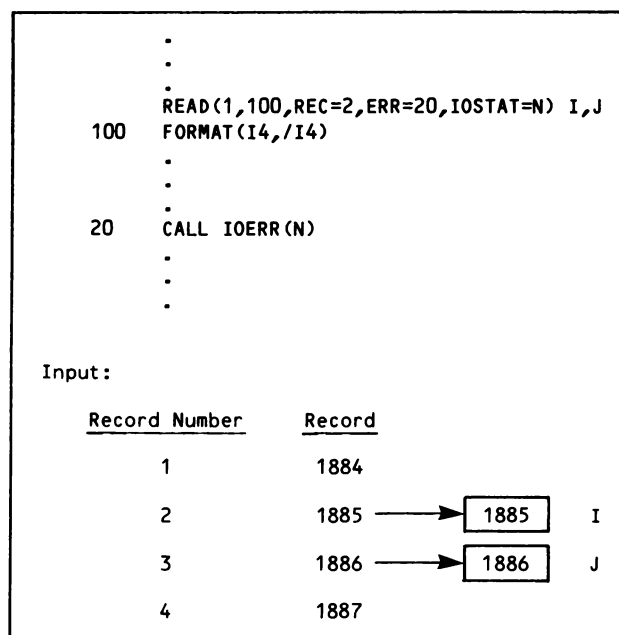 .
.
.
READ(1,100,REC=2,ERR=20,IOSTAT=N) I,J
100 FORMAT(I4,/I4)
.
.
.
20 CALL IOERR(N)
.
.
.
Input:
Record Number Record
1 1884
2 1885 1885 I
3 1886 1886 J
4 1887